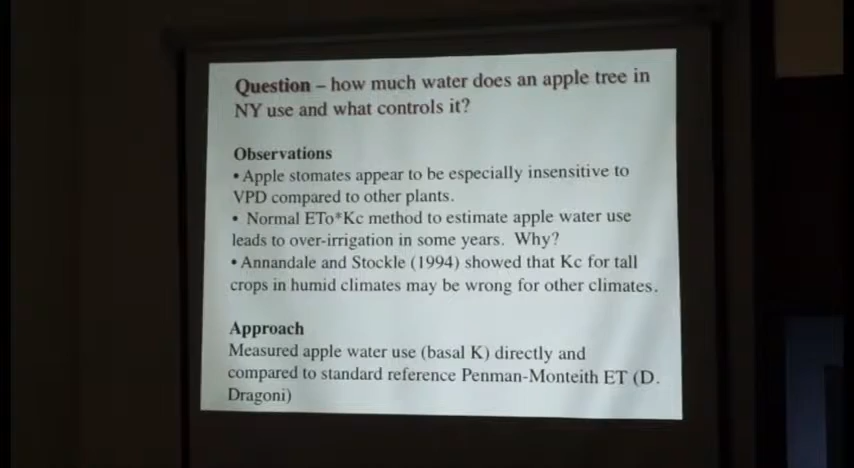 Question – how much water does an apple tree in
NY use and what controls it?
Observations
• Apple stomates appear to be especially insensitive to
VPD compared to other plants.
• Normal ETo*Kc method to estimate apple water use
leads to over-irrigation in some years. Why?
• Annandale and Stockle (1994) showed that Kc for tall
crops in humid climates may be wrong for other climates.
Approach
Measured apple water use (basal K) directly and
compared to standard reference Penman-Monteith ET (D.
Dragoni)